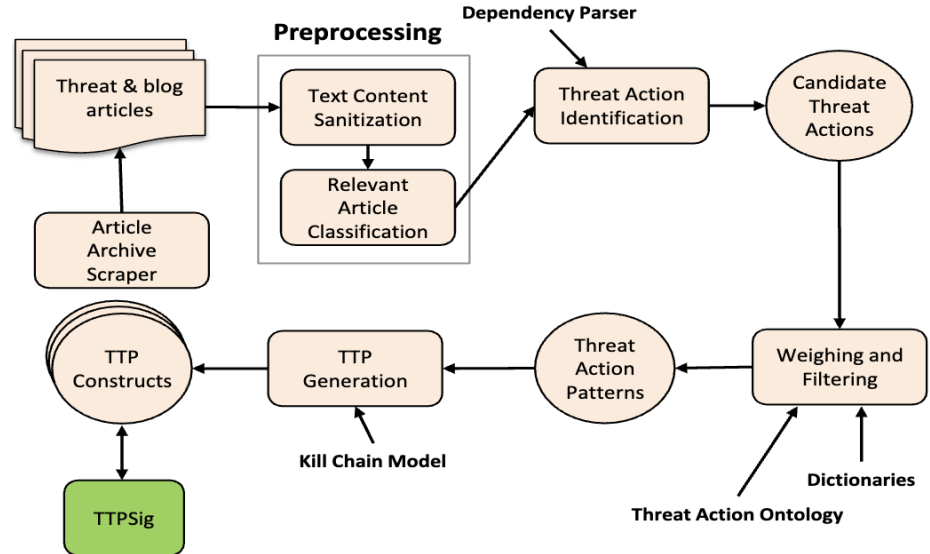 Dependency Parser
Preprocessing
Threat & blog
articles
Text Content
Sanitization
Threat Action
Identification
Candidate
Threat
Actions
Relevant
Article
Classification
Article
Archive
Scraper
TTP
Constructs
TTP
Generation
Threat
Action
Patterns
Weighing and
Filtering
Kill Chain Model
Dictionaries
Threat Action Ontology
TTPSig